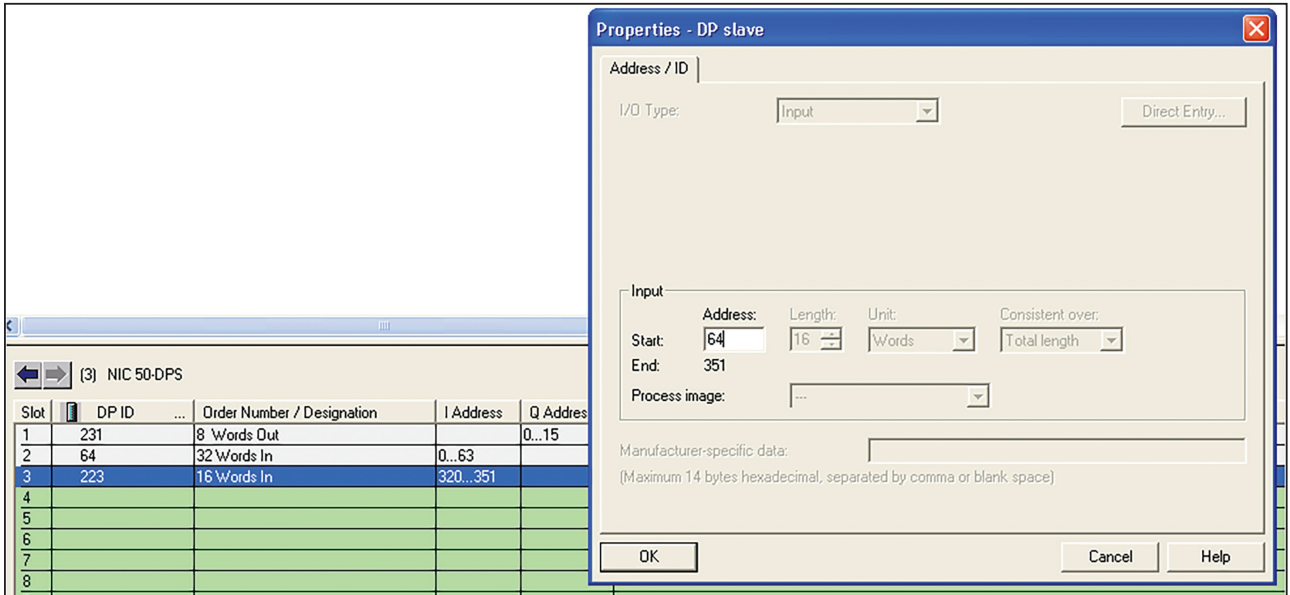 Properties - DP slave
Address / ID
I/O Type: Input Direct Entry...
Input
Address: Length: Unit: Consistent over:
Start: 64 16 Words Total length
End: 351
Process image: ---
Manufacturer-specific data:
(Maximum 14 bytes hexadecimal, separated by comma or blank space)
OK Cancel Help
(3) NIC 50-DPS
Slot DP ID ... Order Number / Designation I Address Q Addres
1 231 8 Words Out 0...15
2 64 32 Words In 0...63
3 223 16 Words In 320...351
4
5
6
7
8